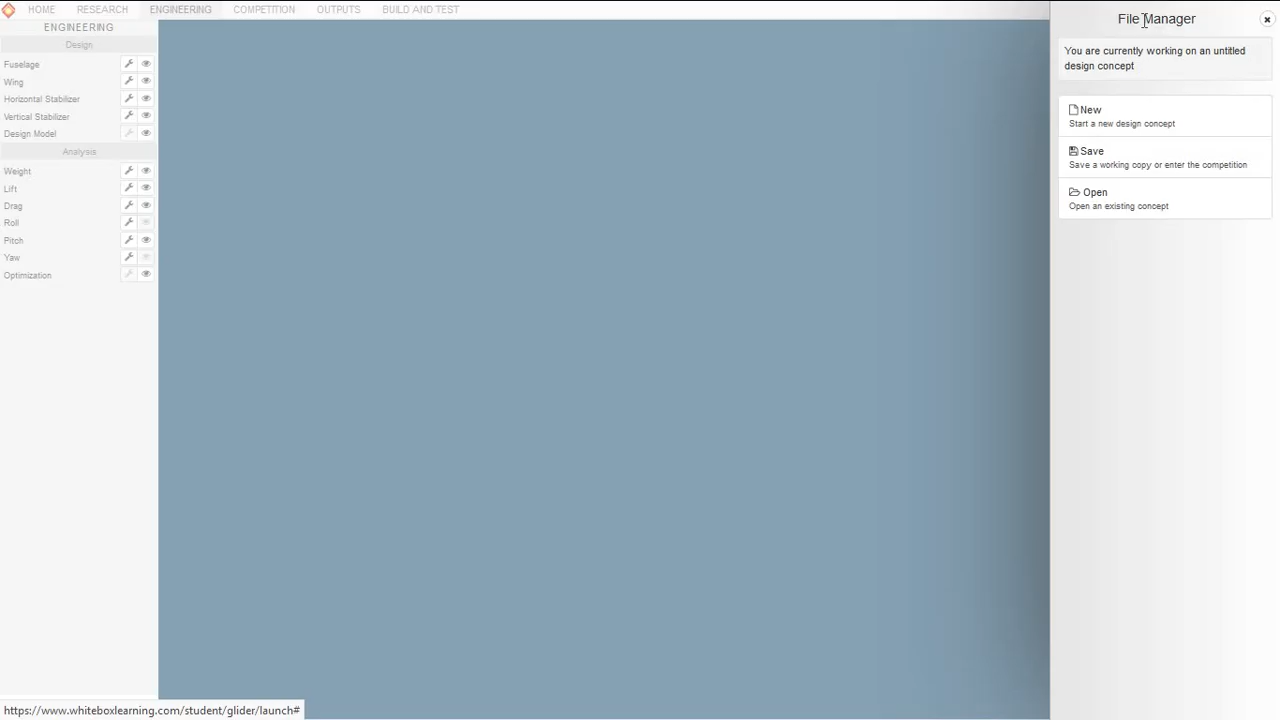 HOME RESEARCH ENGINEERING COMPETITION OUTPUTS BUILD AND TEST
ENGINEERING
Design
Fuselage
Wing
Horizontal Stabilizer
Vertical Stabilizer
Design Model
Analysis
Weight
Lift
Drag
Roll
Pitch
Yaw
Optimization
https://www.whiteboxlearning.com/student/glider/launch#
File Manager
You are currently working on an untitled
design concept
New
Start a new design concept
Save
Save a working copy or enter the competition
Open
Open an existing concept